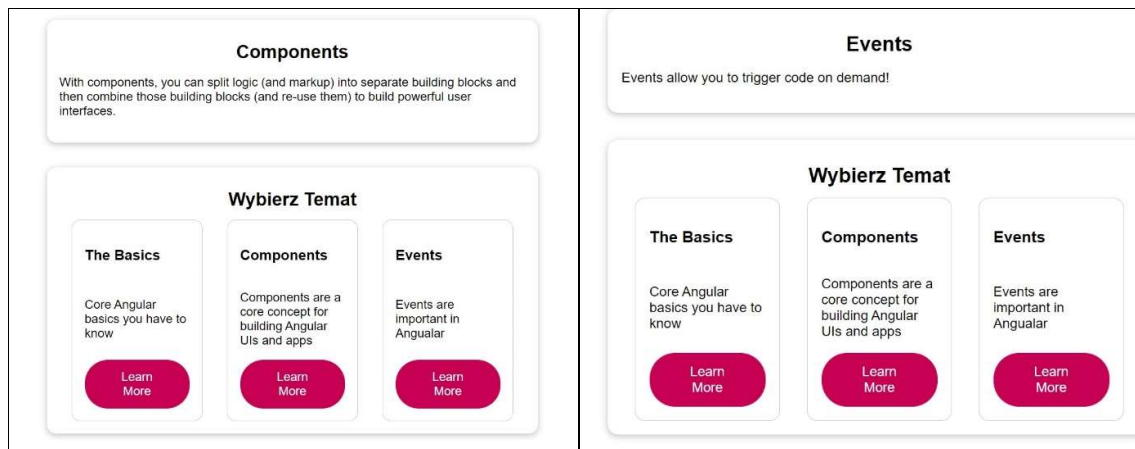 Components
With components, you can split logic (and markup) into separate building blocks and
then combine those building blocks (and re-use them) to build powerful user
interfaces.
Wybierz Temat
The Basics
Core Angular
basics you have to
know
Learn
More
Components
Components are a
core concept for
building Angular
UIs and apps
Learn
More
Events
Events are
important in
Angualar
Learn
More
Events
Events allow you to trigger code on demand!
Wybierz Temat
The Basics
Core Angular
basics you have to
know
Learn
More
Components
Components are a
core concept for
building Angular
UIs and apps
Learn
More
Events
Events are
important in
Angualar
Learn
More